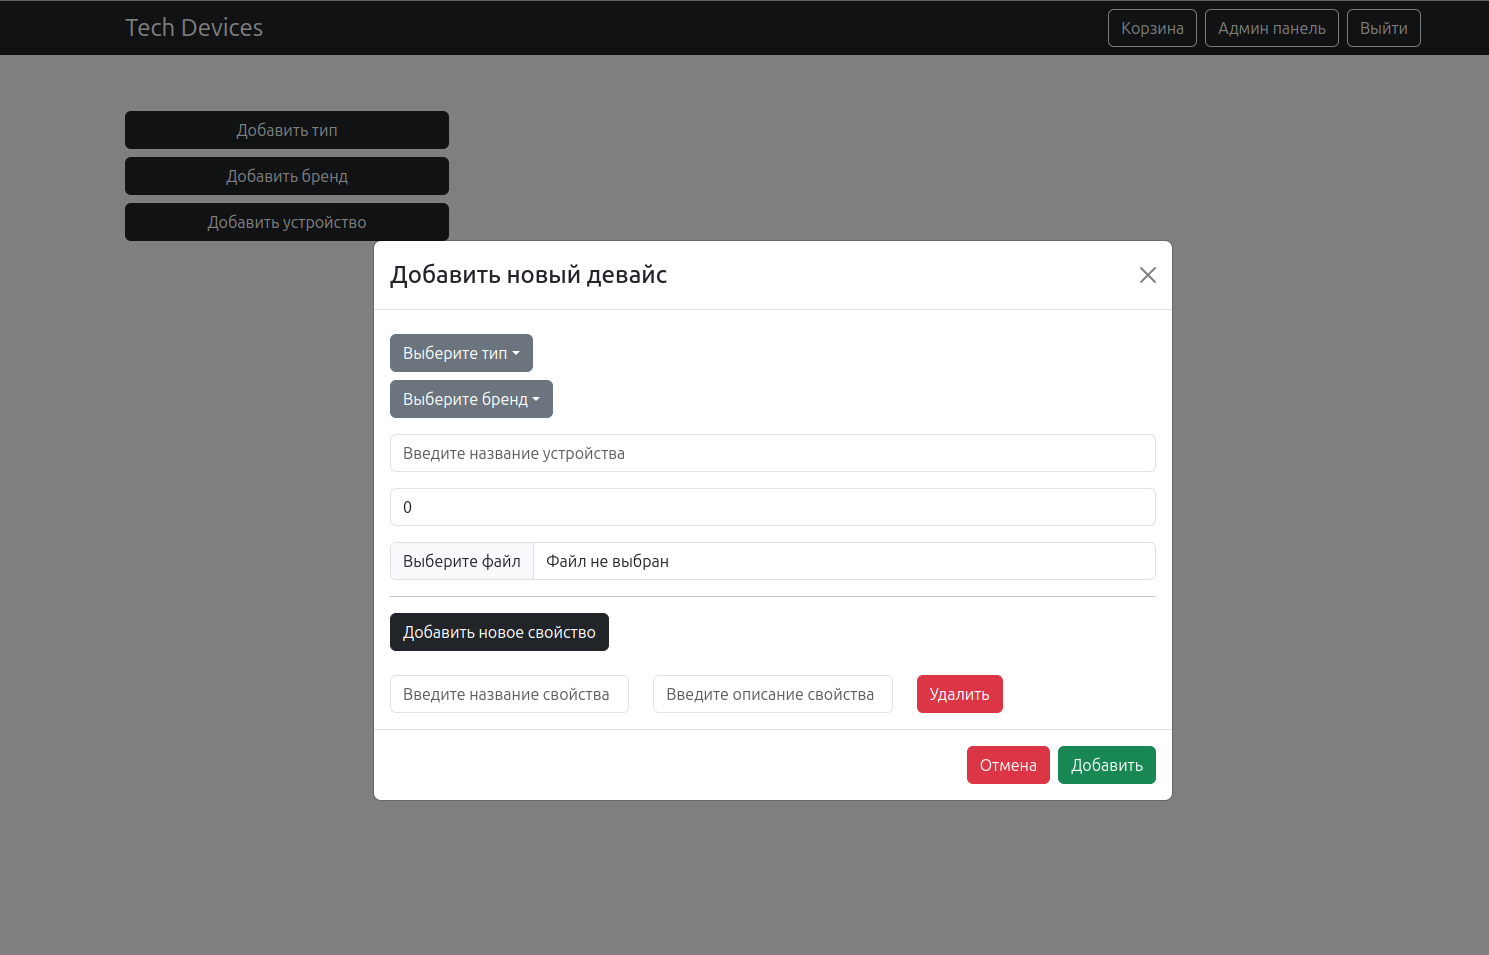 Tech Devices
Корзина Админ панель Выйти
Добавить тип
Добавить бренд
Добавить устройство
Добавить новый девайс
Выберите тип
Выберите бренд
Введите название устройства
0
Выберите файл Файл не выбран
Добавить новое свойство
Введите название свойства Введите описание свойства Удалить
Отмена Добавить